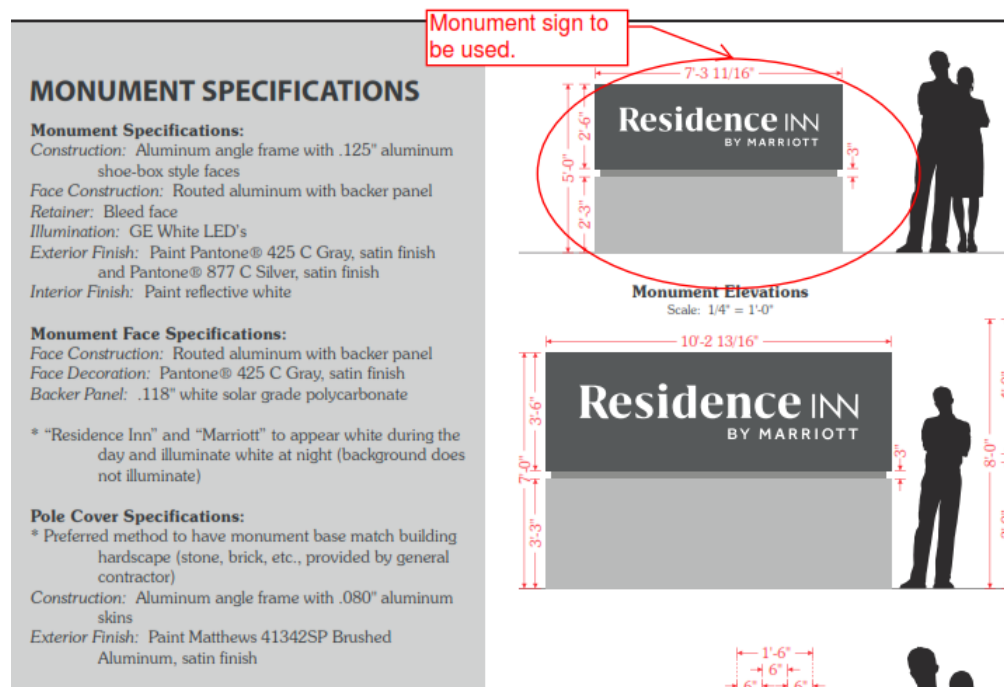 Monument sign to
be used.
MONUMENT SPECIFICATIONS
Monument Specifications:
Construction: Aluminum angle frame with .125" aluminum
shoe-box style faces
Face Construction: Routed aluminum with backer panel
Retainer: Bleed face
Illumination: GE White LED's
Exterior Finish: Paint Pantone® 425 C Gray, satin finish
and Pantone® 877 C Silver, satin finish
Interior Finish: Paint reflective white
Monument Face Specifications:
Face Construction: Routed aluminum with backer panel
Face Decoration: Pantone® 425 C Gray, satin finish
Backer Panel: .118" white solar grade polycarbonate
* "Residence Inn" and "Marriott" to appear white during the
day and illuminate white at night (background does
not illuminate)
Pole Cover Specifications:
* Preferred method to have monument base match building
hardscape (stone, brick, etc., provided by general
contractor)
Construction: Aluminum angle frame with .080" aluminum
skins
Exterior Finish: Paint Matthews 41342SP Brushed
Aluminum, satin finish
7'-3 11/16"
5'-0"
2'-6"
2'-3"
3"
Residence INN
BY MARRIOTT
Monument Elevations
Scale: 1/4" = 1'-0"
10'-2 13/16"
7'-0"
3'-6"
3'-3"
3"
Residence INN
BY MARRIOTT
8'-0"
1'-6"
6"
6"
6"